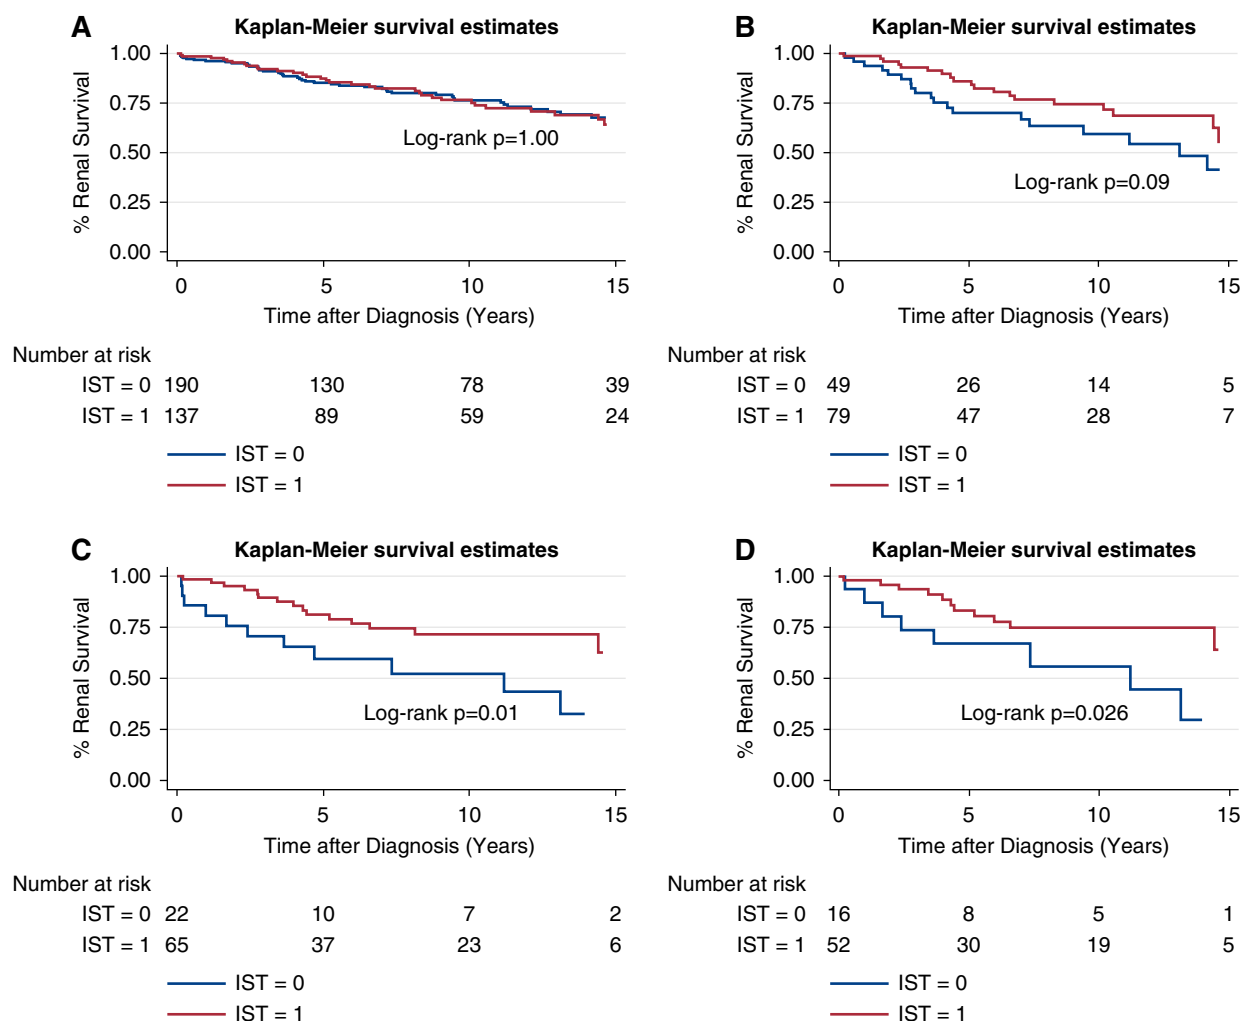 A
Kaplan-Meier survival estimates
% Renal Survival
1.00
0.75
0.50
0.25
0.00
Log-rank p=1.00
0 5 10 15
Time after Diagnosis (Years)
Number at risk
IST = 0 190 130 78 39
IST = 1 137 89 59 24
IST = 0
IST = 1
B
Kaplan-Meier survival estimates
% Renal Survival
1.00
0.75
0.50
0.25
0.00
Log-rank p=0.09
0 5 10 15
Time after Diagnosis (Years)
Number at risk
IST = 0 49 26 14 5
IST = 1 79 47 28 7
IST = 0
IST = 1
C
Kaplan-Meier survival estimates
% Renal Survival
1.00
0.75
0.50
0.25
0.00
Log-rank p=0.01
0 5 10 15
Time after Diagnosis (Years)
Number at risk
IST = 0 22 10 7 2
IST = 1 65 37 23 6
IST = 0
IST = 1
D
Kaplan-Meier survival estimates
% Renal Survival
1.00
0.75
0.50
0.25
0.00
Log-rank p=0.026
0 5 10 15
Time after Diagnosis (Years)
Number at risk
IST = 0 16 8 5 1
IST = 1 52 30 19 5
IST = 0
IST = 1